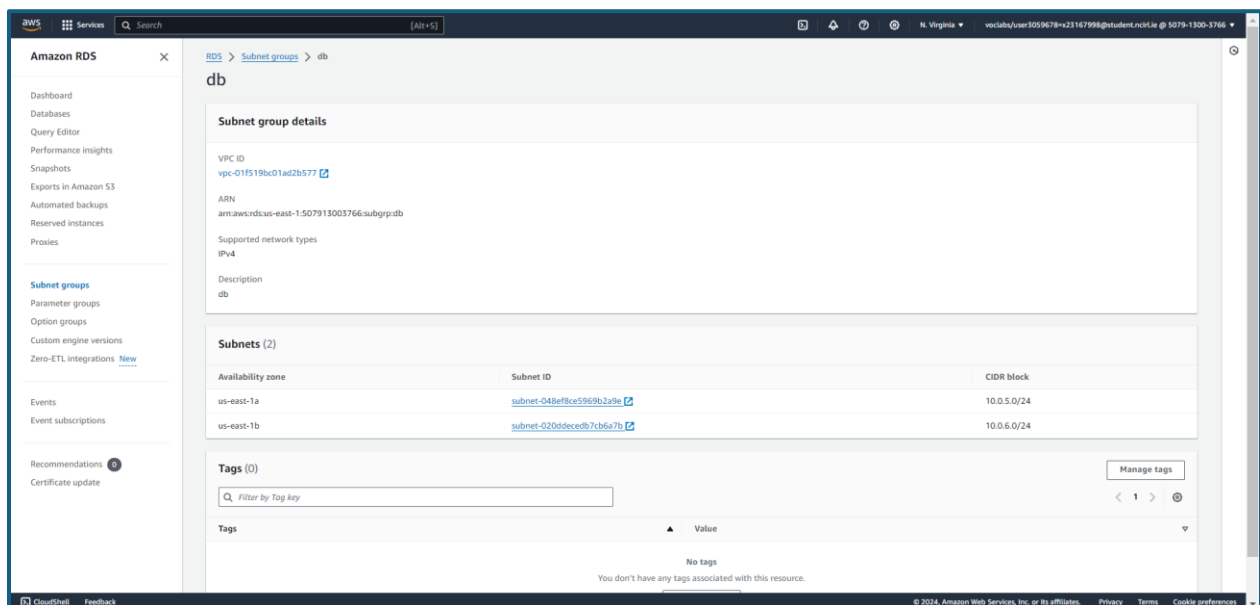 aws Services Search [Alt+S] N. Virginia voclabs/user3059678=x23167998@student.ncirl.ie @ 5079-1300-3766
Amazon RDS
Dashboard
Databases
Query Editor
Performance insights
Snapshots
Exports in Amazon S3
Automated backups
Reserved instances
Proxies
Subnet groups
Parameter groups
Option groups
Custom engine versions
Zero-ETL integrations New
Events
Event subscriptions
Recommendations 0
Certificate update
RDS > Subnet groups > db
db
Subnet group details
VPC ID
vpc-01f519bc01ad2b577
ARN
arn:aws:rds:us-east-1:507913003766:subgrp:db
Supported network types
IPv4
Description
db
Subnets (2)
Availability zone Subnet ID CIDR block
us-east-1a subnet-048ef8ce5969b2a9e 10.0.5.0/24
us-east-1b subnet-020ddecedb7cb6a7b 10.0.6.0/24
Tags (0) Manage tags
Filter by Tag key < 1 >
Tags Value
No tags
You don't have any tags associated with this resource.
CloudShell Feedback © 2024, Amazon Web Services, Inc. or its affiliates. Privacy Terms Cookie preferences